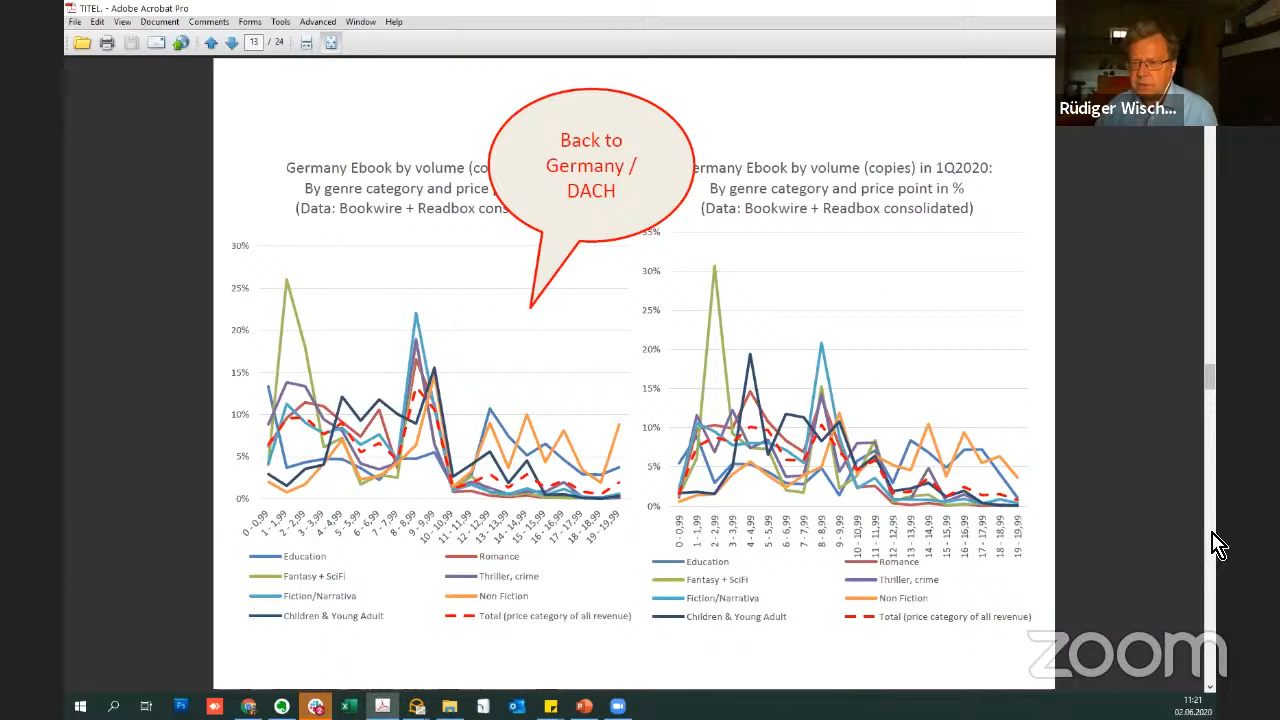 TITEL. - Adobe Acrobat Pro
File Edit View Document Comments Forms Tools Advanced Window Help
13 / 24
Rüdiger Wisch...
Back to
Germany /
DACH
Germany Ebook by volume (co
By genre category and price
(Data: Bookwire + Readbox cons
30%
25%
20%
15%
10%
5%
0%
0 - 0,99
1 - 1,99
2 - 2,99
3 - 3,99
4 - 4,99
5 - 5,99
6 - 6,99
7 - 7,99
8 - 8,99
9 - 9,99
10 - 10,99
11 - 11,99
12 - 12,99
13 - 13,99
14 - 14,99
15 - 15,99
16 - 16,99
17 - 17,99
18 - 18,99
19 - 19,99
Education Romance
Fantasy + SciFi Thriller, crime
Fiction/Narrativa Non Fiction
Children & Young Aduit Total (price category of all revenue)
ermany Ebook by volume (copies) in 1Q2020:
By genre category and price point in %
(Data: Bookwire + Readbox consolidated)
35%
30%
25%
20%
15%
10%
5%
0%
0 - 0,99
1 - 1,99
2 - 2,99
3 - 3,99
4 - 4,99
5 - 5,99
6 - 6,99
7 - 7,99
8 - 8,99
9 - 9,99
10 - 10,99
11 - 11,99
12 - 12,99
13 - 13,99
14 - 14,99
15 - 15,99
16 - 16,99
17 - 17,99
18 - 18,99
19 - 19,99
Education Romance
Fantasy + SciFi Thriller, crime
Fiction/Narrativa Non Fiction
Children & Young Aduit Total (price category of all revenue)
zoom
11:21
02.06.2020